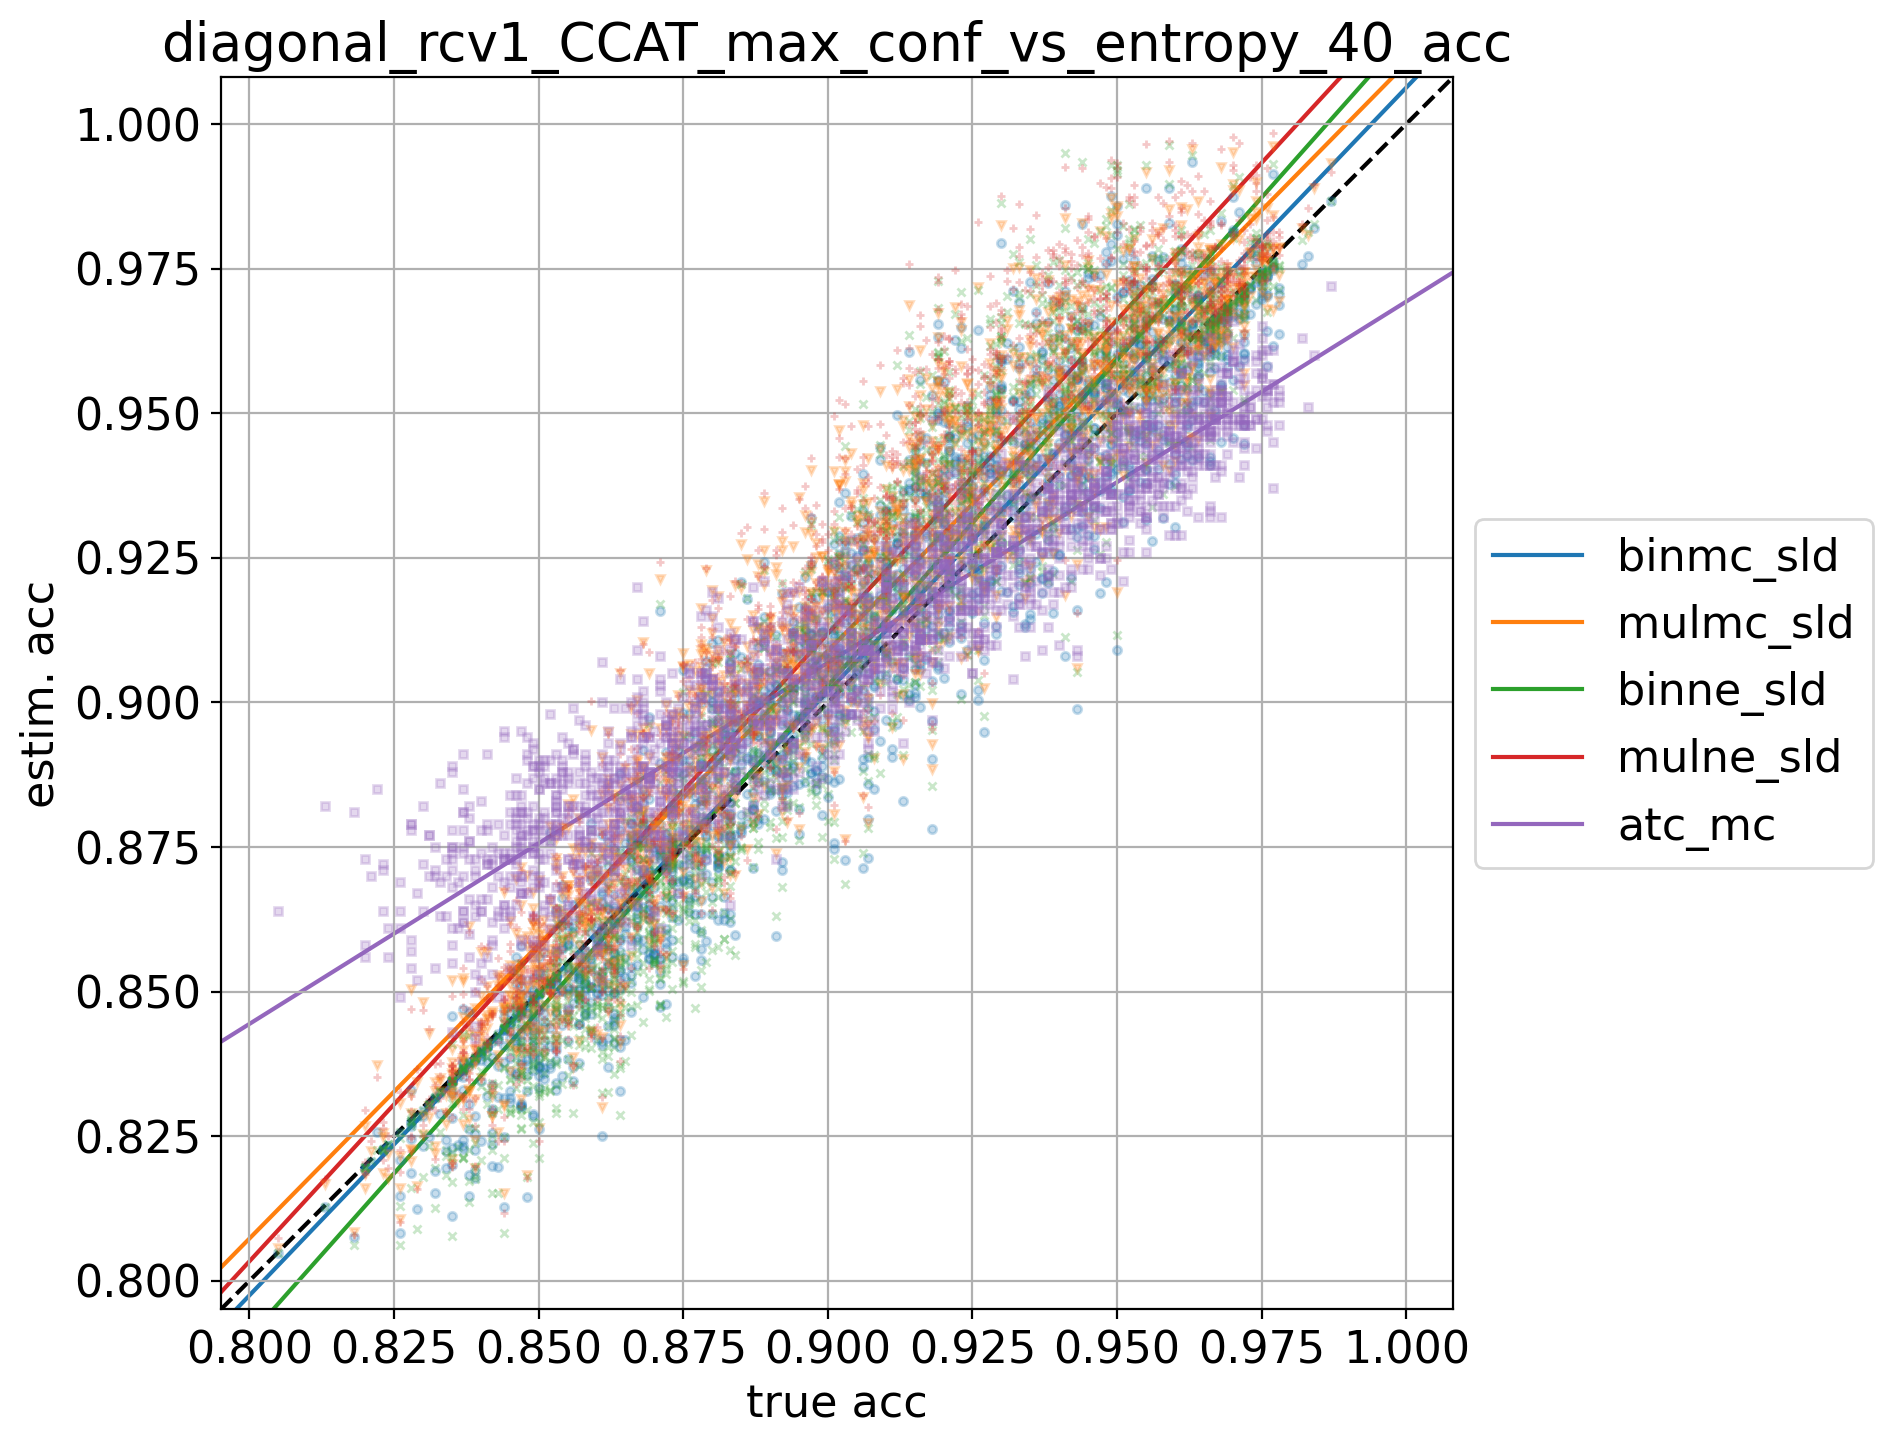 diagonal_rcv1_CCAT_max_conf_vs_entropy_40_acc
1.000
0.975
0.950
0.925
0.900
0.875
0.850
0.825
0.800
estim. acc
0.800 0.825 0.850 0.875 0.900 0.925 0.950 0.975 1.000
true acc
binmc_sld
mulmc_sld
binne_sld
mulne_sld
atc_mc